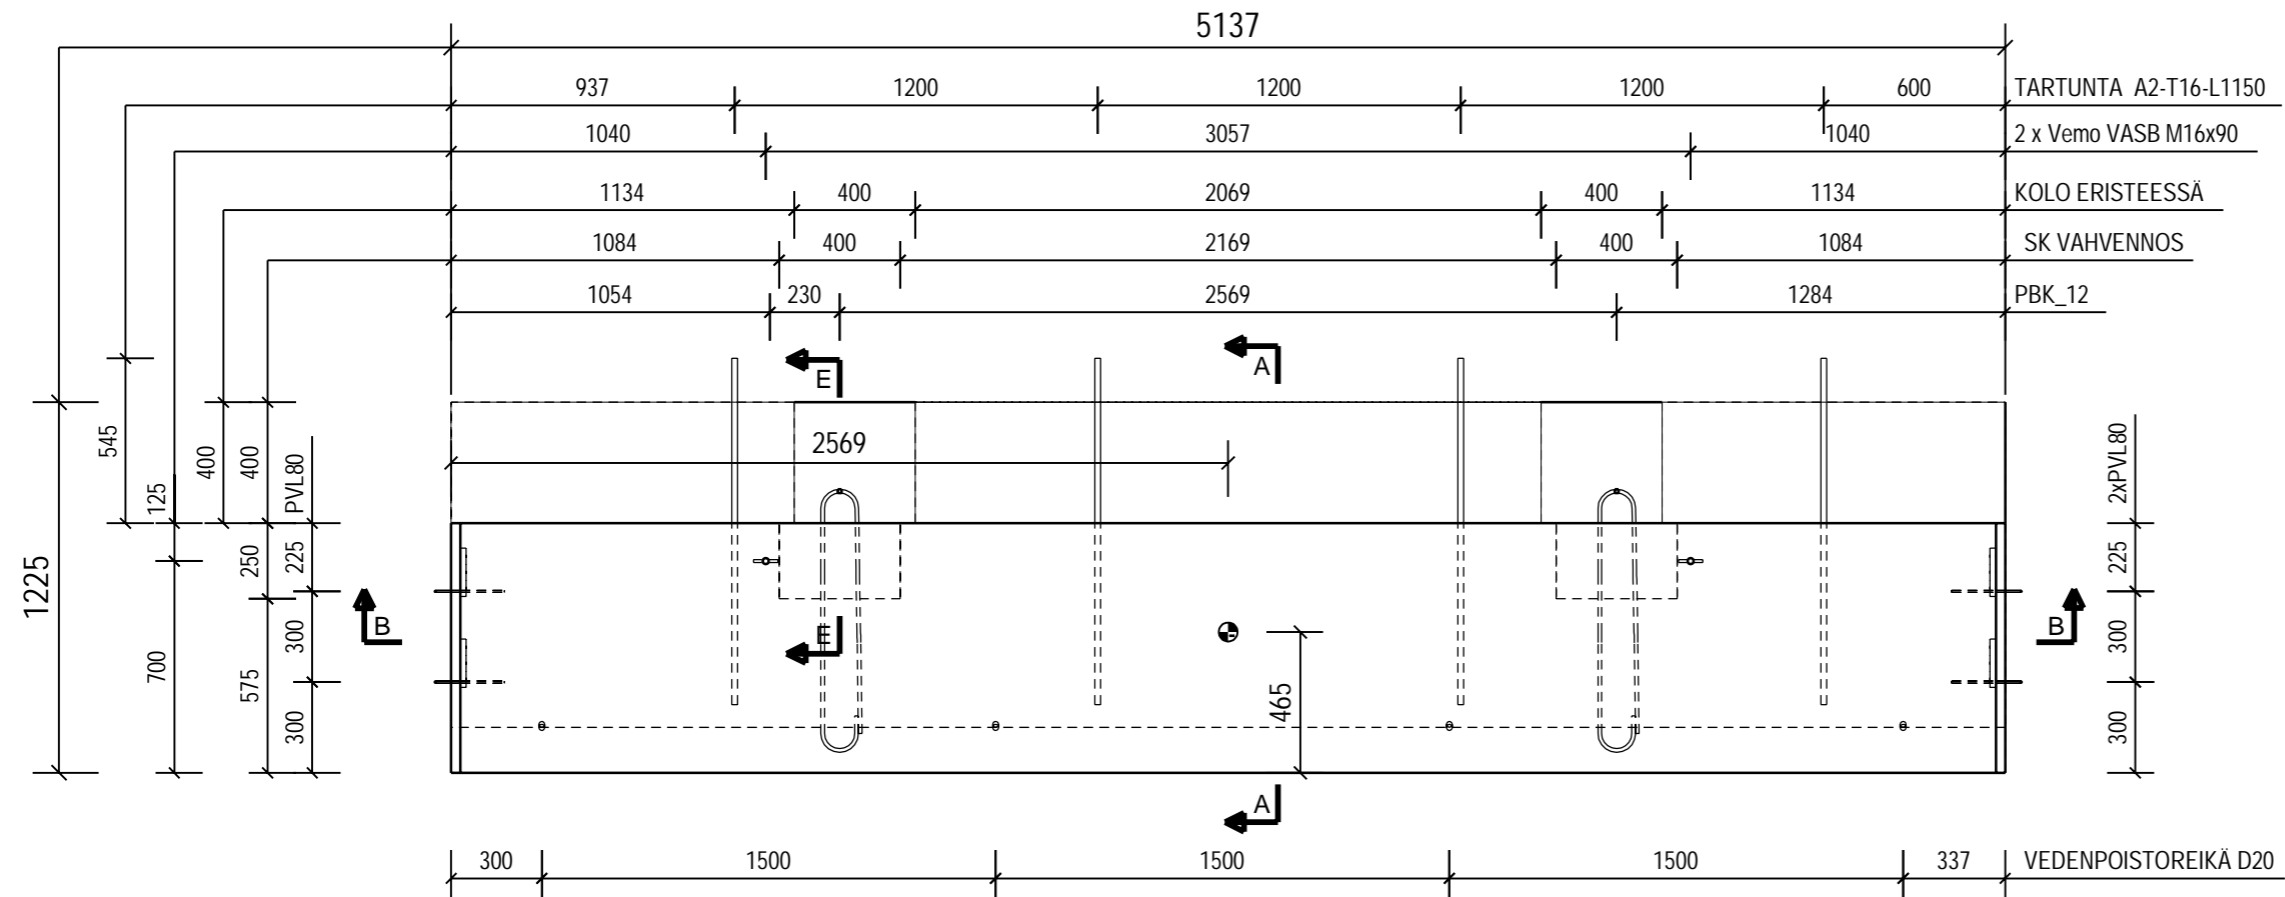 5137
937 1200 1200 1200 600 TARTUNTA A2-T16-L1150
1040 3057 1040 2 x Vemo VASB M16x90
1134 400 2069 400 1134 KOLO ERISTEESSÄ
1084 400 2169 400 1084 SK VAHVENNOS
1054 230 2569 1284 PBK_12
E A
2569
545 125 400 400 PVL80 2xPVL80
1225 250 225 225
B 300 E B 300
700 575 465
300 300
A
300 1500 1500 1500 337 VEDENPOISTOREIKÄ D20